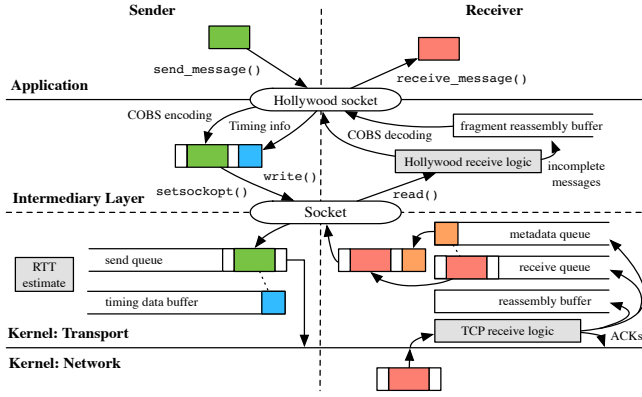 Sender
Receiver
send_message()
receive_message()
Application
Hollywood socket
COBS encoding
Timing info
COBS decoding
fragment reassembly buffer
Hollywood receive logic
incomplete
messages
write()
setsockopt()
read()
Intermediary Layer
Socket
metadata queue
RTT
estimate
send queue
receive queue
timing data buffer
reassembly buffer
Kernel: Transport
TCP receive logic
ACKs
Kernel: Network